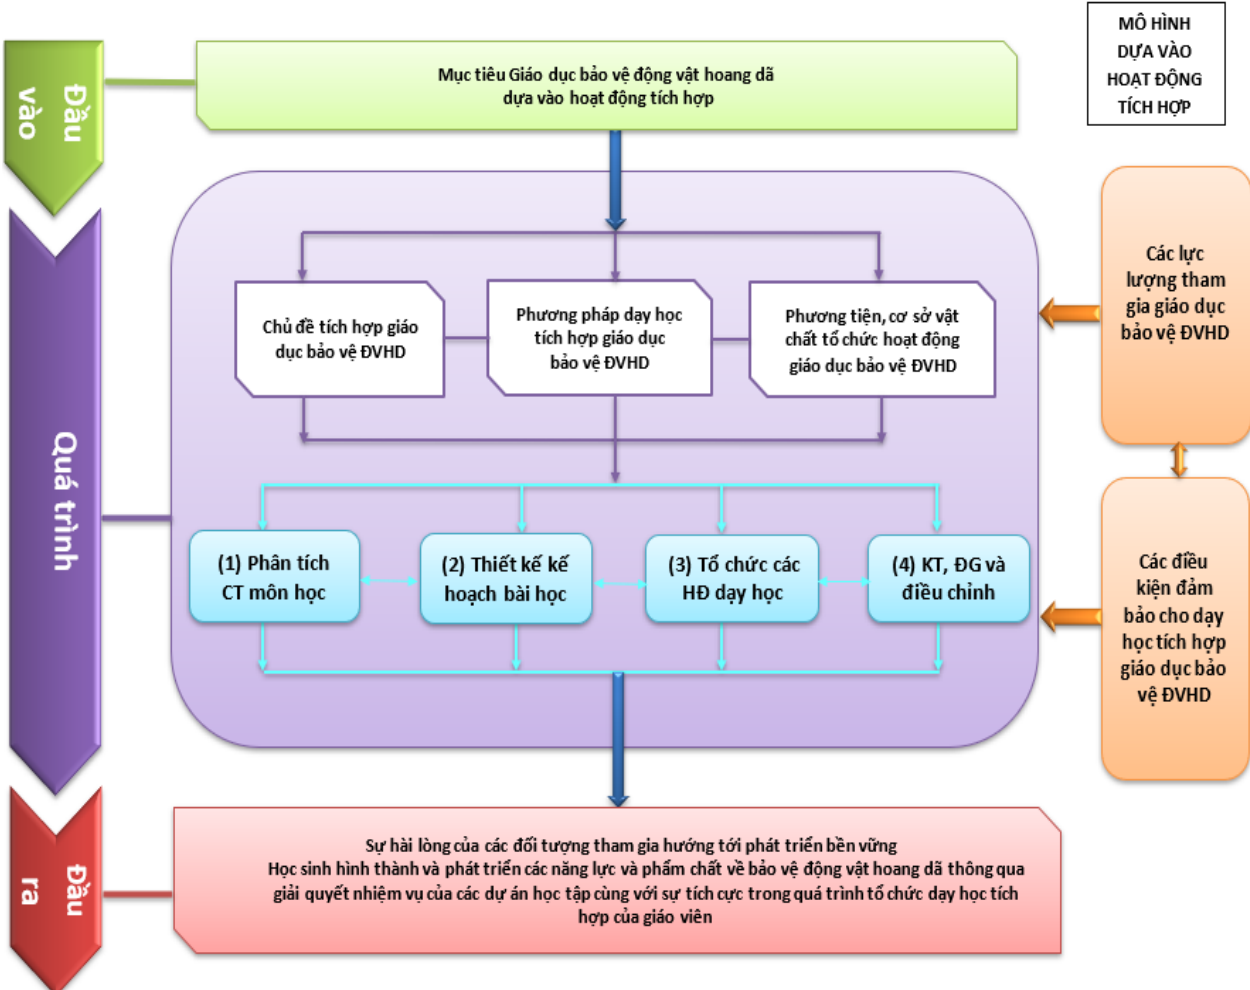 MÔ HÌNH
DỰA VÀO
HOẠT ĐỘNG
TÍCH HỢP
Đầu
vào
Mục tiêu Giáo dục bảo vệ động vật hoang dã
dựa vào hoạt động tích hợp
Quá trình
Chủ đề tích hợp giáo
dục bảo vệ ĐVHD
Phương pháp dạy học
tích hợp giáo dục
bảo vệ ĐVHD
Phương tiện, cơ sở vật
chất tổ chức hoạt động
giáo dục bảo vệ ĐVHD
Các lực
lượng tham
gia giáo dục
bảo vệ ĐVHD
(1) Phân tích
CT môn học
(2) Thiết kế kế
hoạch bài học
(3) Tổ chức các
HĐ dạy học
(4) KT, ĐG và
điều chỉnh
Các điều
kiện đảm
bảo cho dạy
học tích hợp
giáo dục bảo
vệ ĐVHD
Đầu
ra
Sự hài lòng của các đối tượng tham gia hướng tới phát triển bền vững
Học sinh hình thành và phát triển các năng lực và phẩm chất về bảo vệ động vật hoang dã thông qua
giải quyết nhiệm vụ của các dự án học tập cùng với sự tích cực trong quá trình tổ chức dạy học tích
hợp của giáo viên